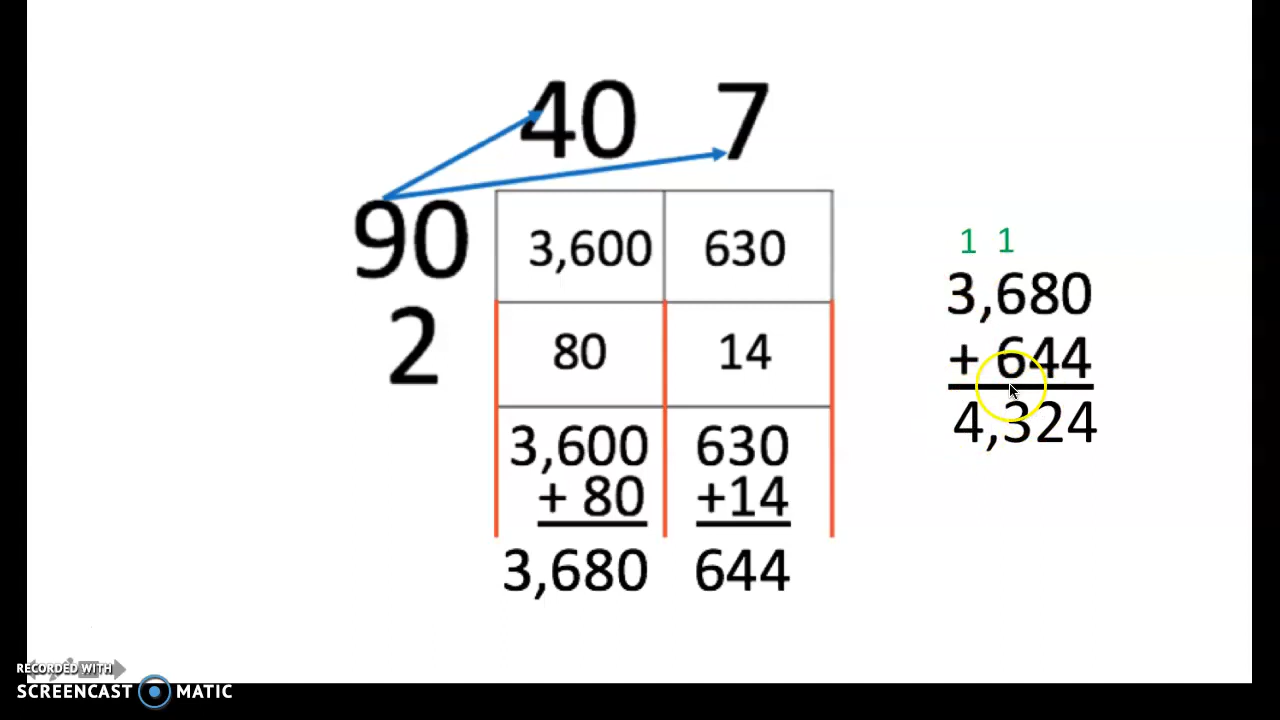 40 7
90 3,600 630
2 80 14
3,600 630
+ 80 +14
3,680 644
1 1
3,680
+ 644
4,324
RECORDED WITH
SCREENCAST MATIC